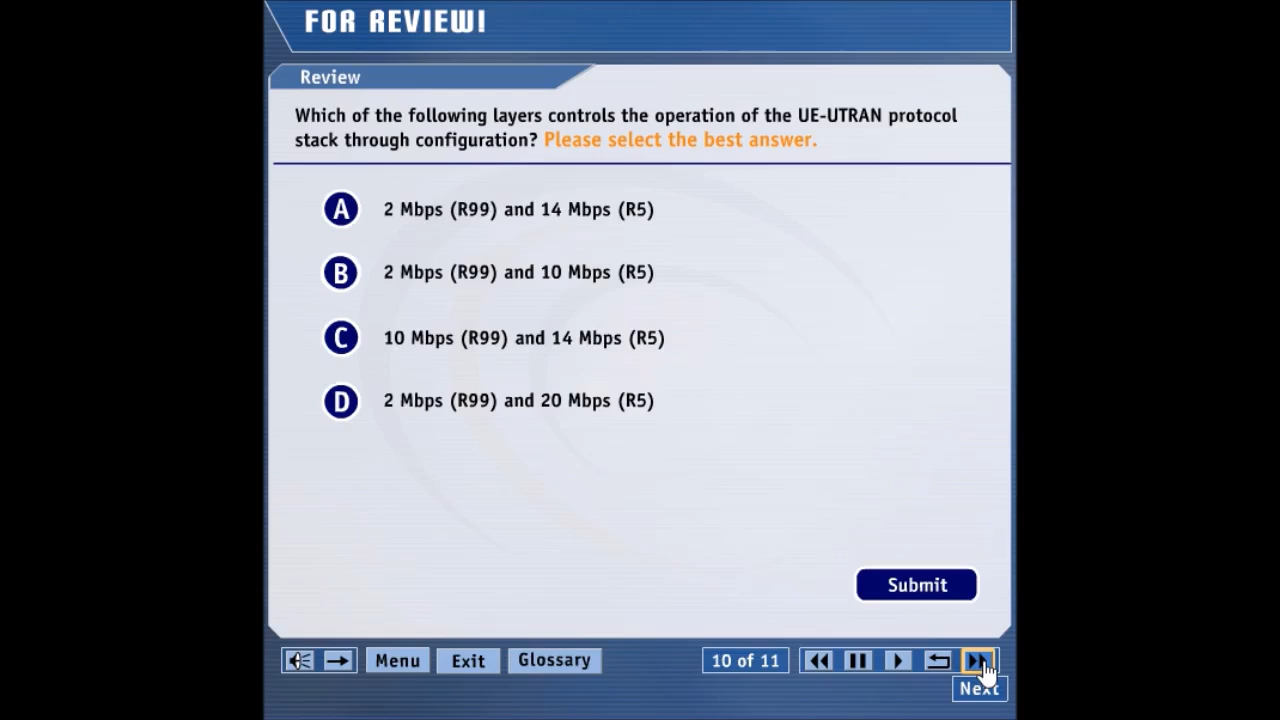 FOR REVIEW!
Review
Which of the following layers controls the operation of the UE-UTRAN protocol
stack through configuration? Please select the best answer.
A 2 Mbps (R99) and 14 Mbps (R5)
B 2 Mbps (R99) and 10 Mbps (R5)
C 10 Mbps (R99) and 14 Mbps (R5)
D 2 Mbps (R99) and 20 Mbps (R5)
Submit
Menu Exit Glossary 10 of 11
Next